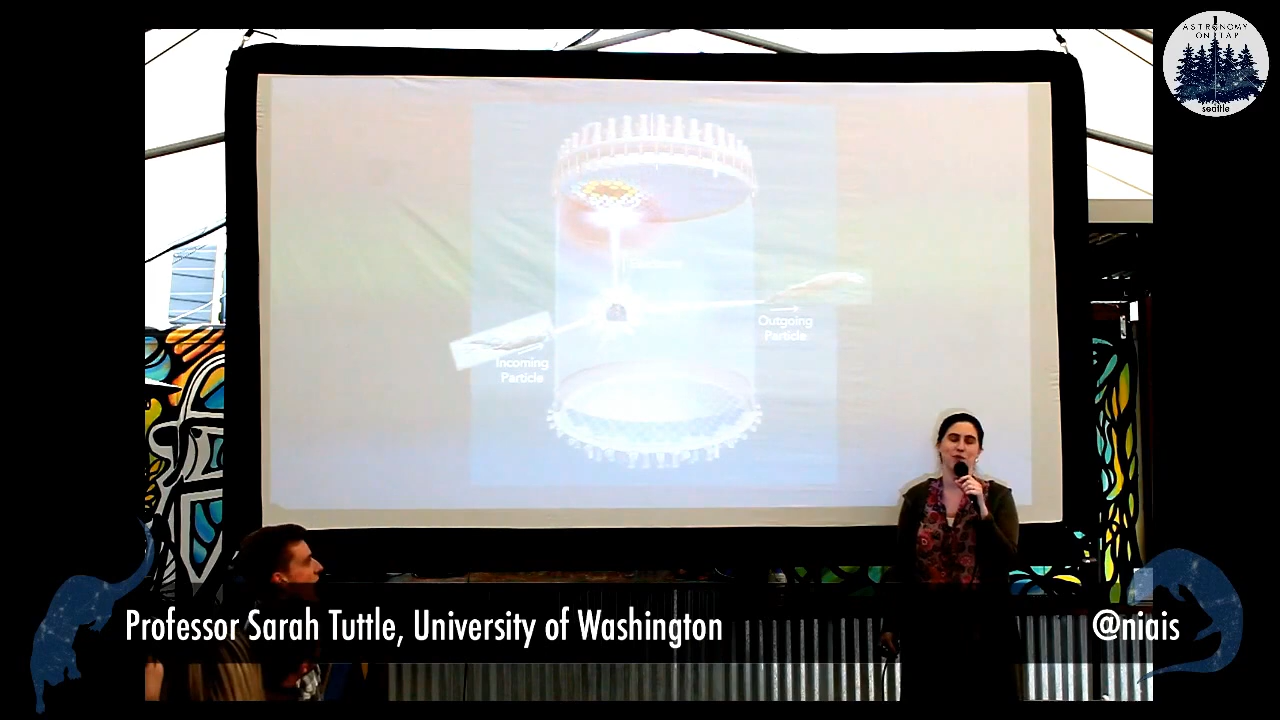 ASTRONOMY
ON TAP
seattle
Outgoing
Particle
Incoming
Particle
Professor Sarah Tuttle, University of Washington
@niais